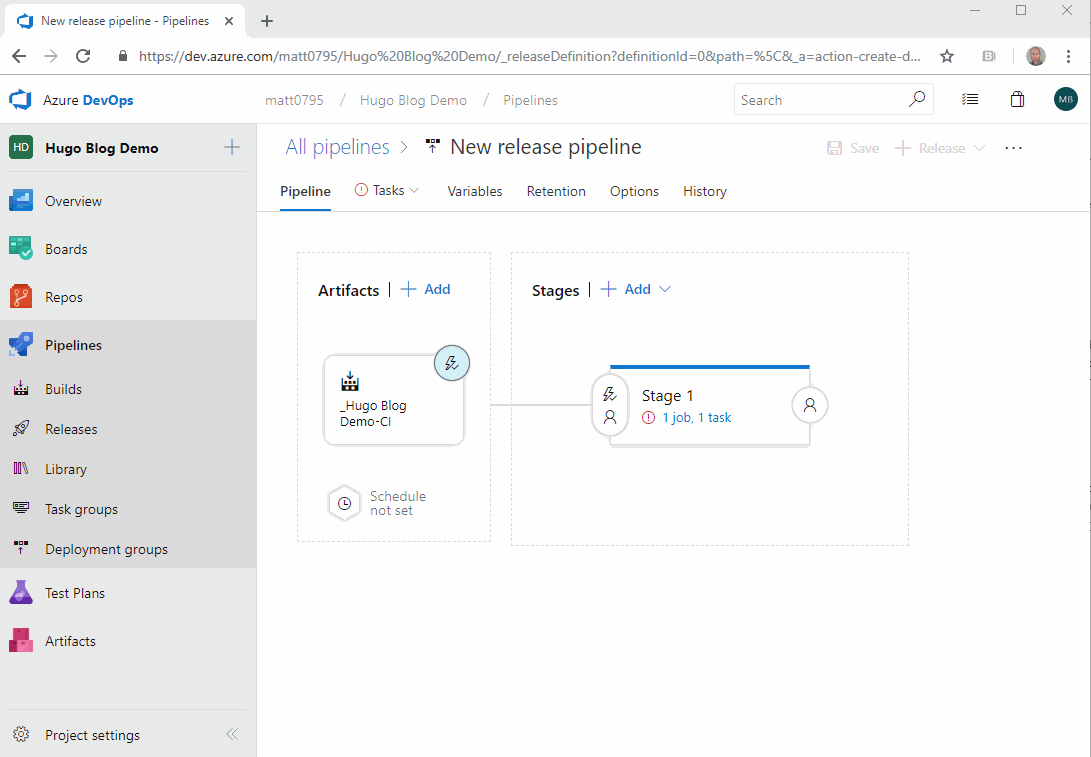 New release pipeline - Pipelines
https://dev.azure.com/matt0795/Hugo%20Blog%20Demo/_releaseDefinition?definitionId=0&path=%5C&_a=action-create-d...
Azure DevOps
matt0795 / Hugo Blog Demo / Pipelines
Search
MB
HD Hugo Blog Demo
All pipelines > New release pipeline
Save
Release
Pipeline Tasks Variables Retention Options History
Overview
Boards
Repos
Pipelines
Builds
Releases
Library
Task groups
Deployment groups
Test Plans
Artifacts
Project settings
Artifacts | + Add
_Hugo Blog
Demo-CI
Schedule
not set
Stages | + Add
Stage 1
1 job, 1 task